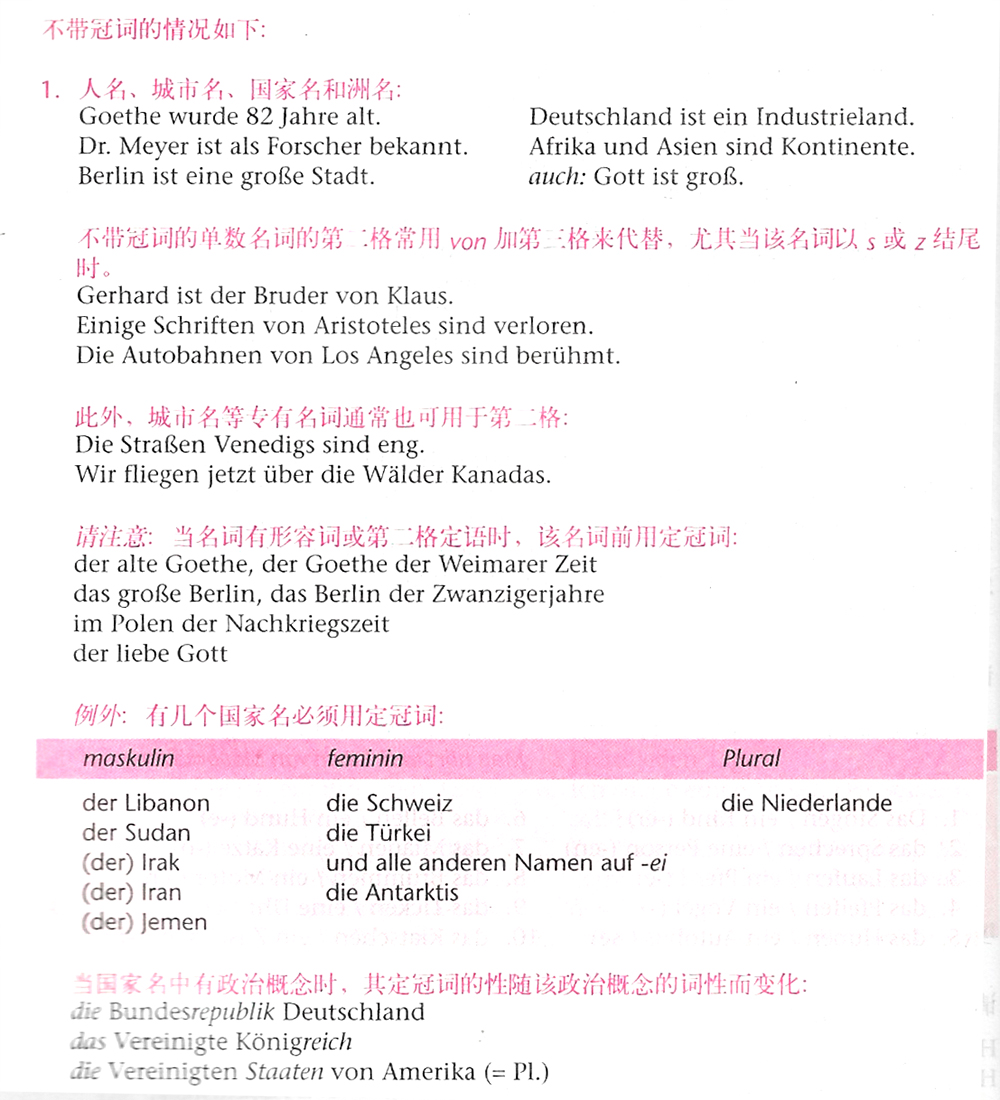 不带冠词的情况如下:
1. 人名、城市名、国家名和洲名:
Goethe wurde 82 Jahre alt.
Deutschland ist ein Industrieland.
Dr. Meyer ist als Forscher bekannt.
Afrika und Asien sind Kontinente.
Berlin ist eine große Stadt.
auch: Gott ist groß.
不带冠词的单数名词的第二格常用 von 加第三格来代替，尤其当该名词以 s 或 z 结尾
时。
Gerhard ist der Bruder von Klaus.
Einige Schriften von Aristoteles sind verloren.
Die Autobahnen von Los Angeles sind berühmt.
此外，城市名等专有名词通常也可用于第二格:
Die Straßen Venedigs sind eng.
Wir fliegen jetzt über die Wälder Kanadas.
请注意: 当名词有形容词或第二格定语时，该名词前用定冠词:
der alte Goethe, der Goethe der Weimarer Zeit
das große Berlin, das Berlin der Zwanzigerjahre
im Polen der Nachkriegszeit
der liebe Gott
例外: 有几个国家名必须用定冠词:
maskulin feminin Plural
der Libanon die Schweiz die Niederlande
der Sudan die Türkei
(der) Irak und alle anderen Namen auf -ei
(der) Iran die Antarktis
(der) Jemen
当国家名中有政治概念时，其定冠词的性随该政治概念的词性而变化:
die Bundesrepublik Deutschland
das Vereinigte Königreich
die Vereinigten Staaten von Amerika (= Pl.)